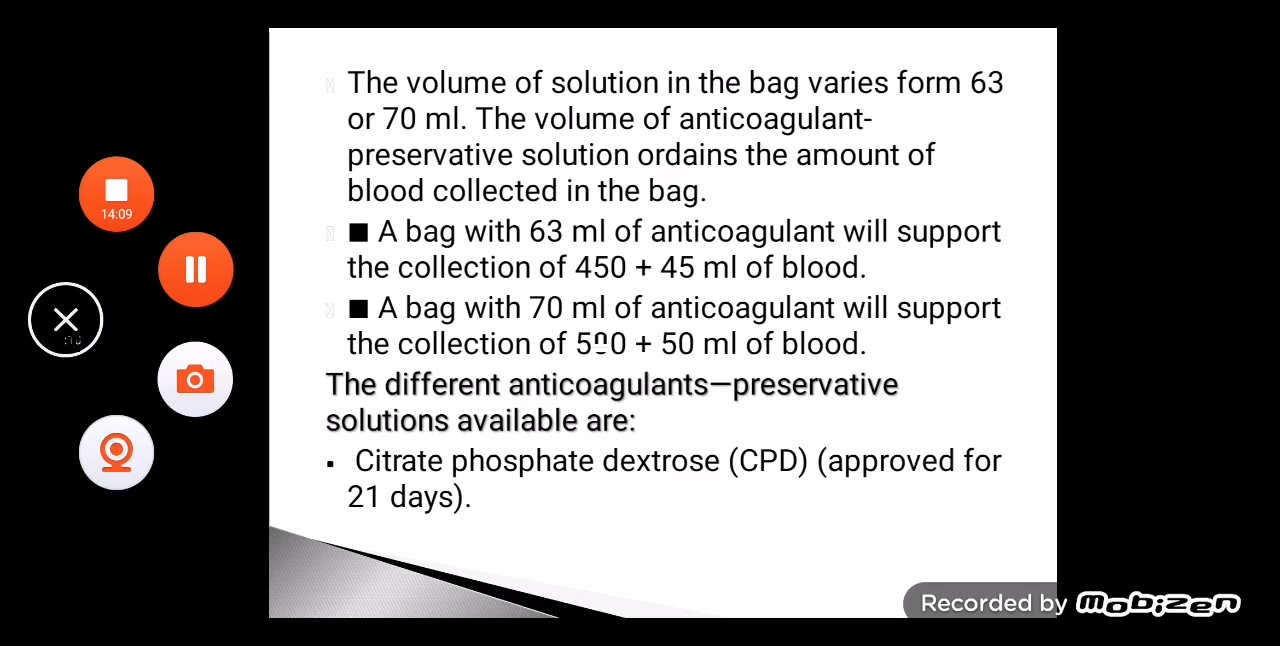 The volume of solution in the bag varies form 63
or 70 ml. The volume of anticoagulant-
preservative solution ordains the amount of
blood collected in the bag.
■ A bag with 63 ml of anticoagulant will support
the collection of 450 + 45 ml of blood.
■ A bag with 70 ml of anticoagulant will support
the collection of 500 + 50 ml of blood.
The different anticoagulants—preservative
solutions available are:
▪ Citrate phosphate dextrose (CPD) (approved for
21 days).
14:09
Recorded by mobizen